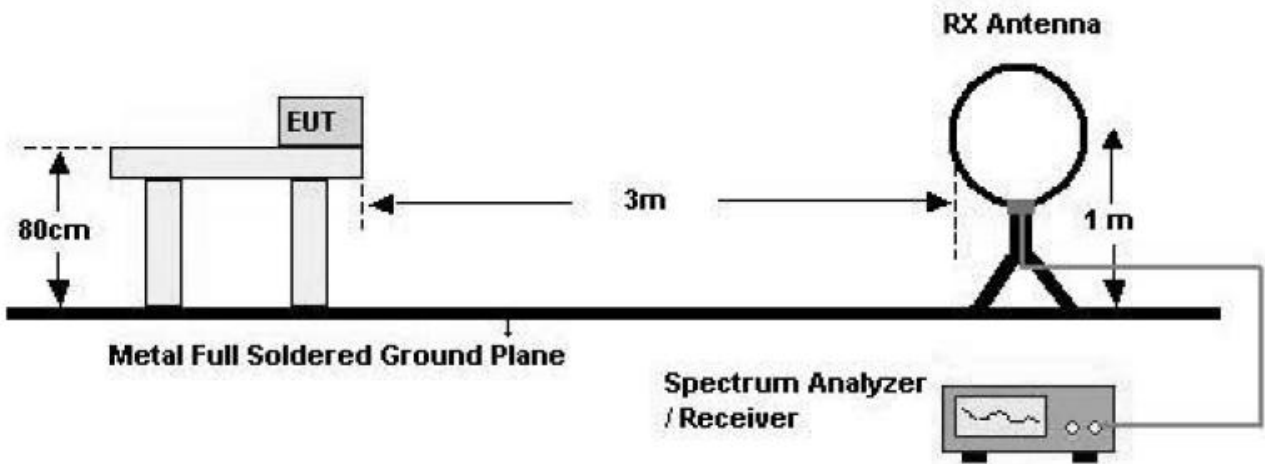 RX Antenna
EUT
3m
80cm
1 m
Metal Full Soldered Ground Plane
Spectrum Analyzer
/ Receiver